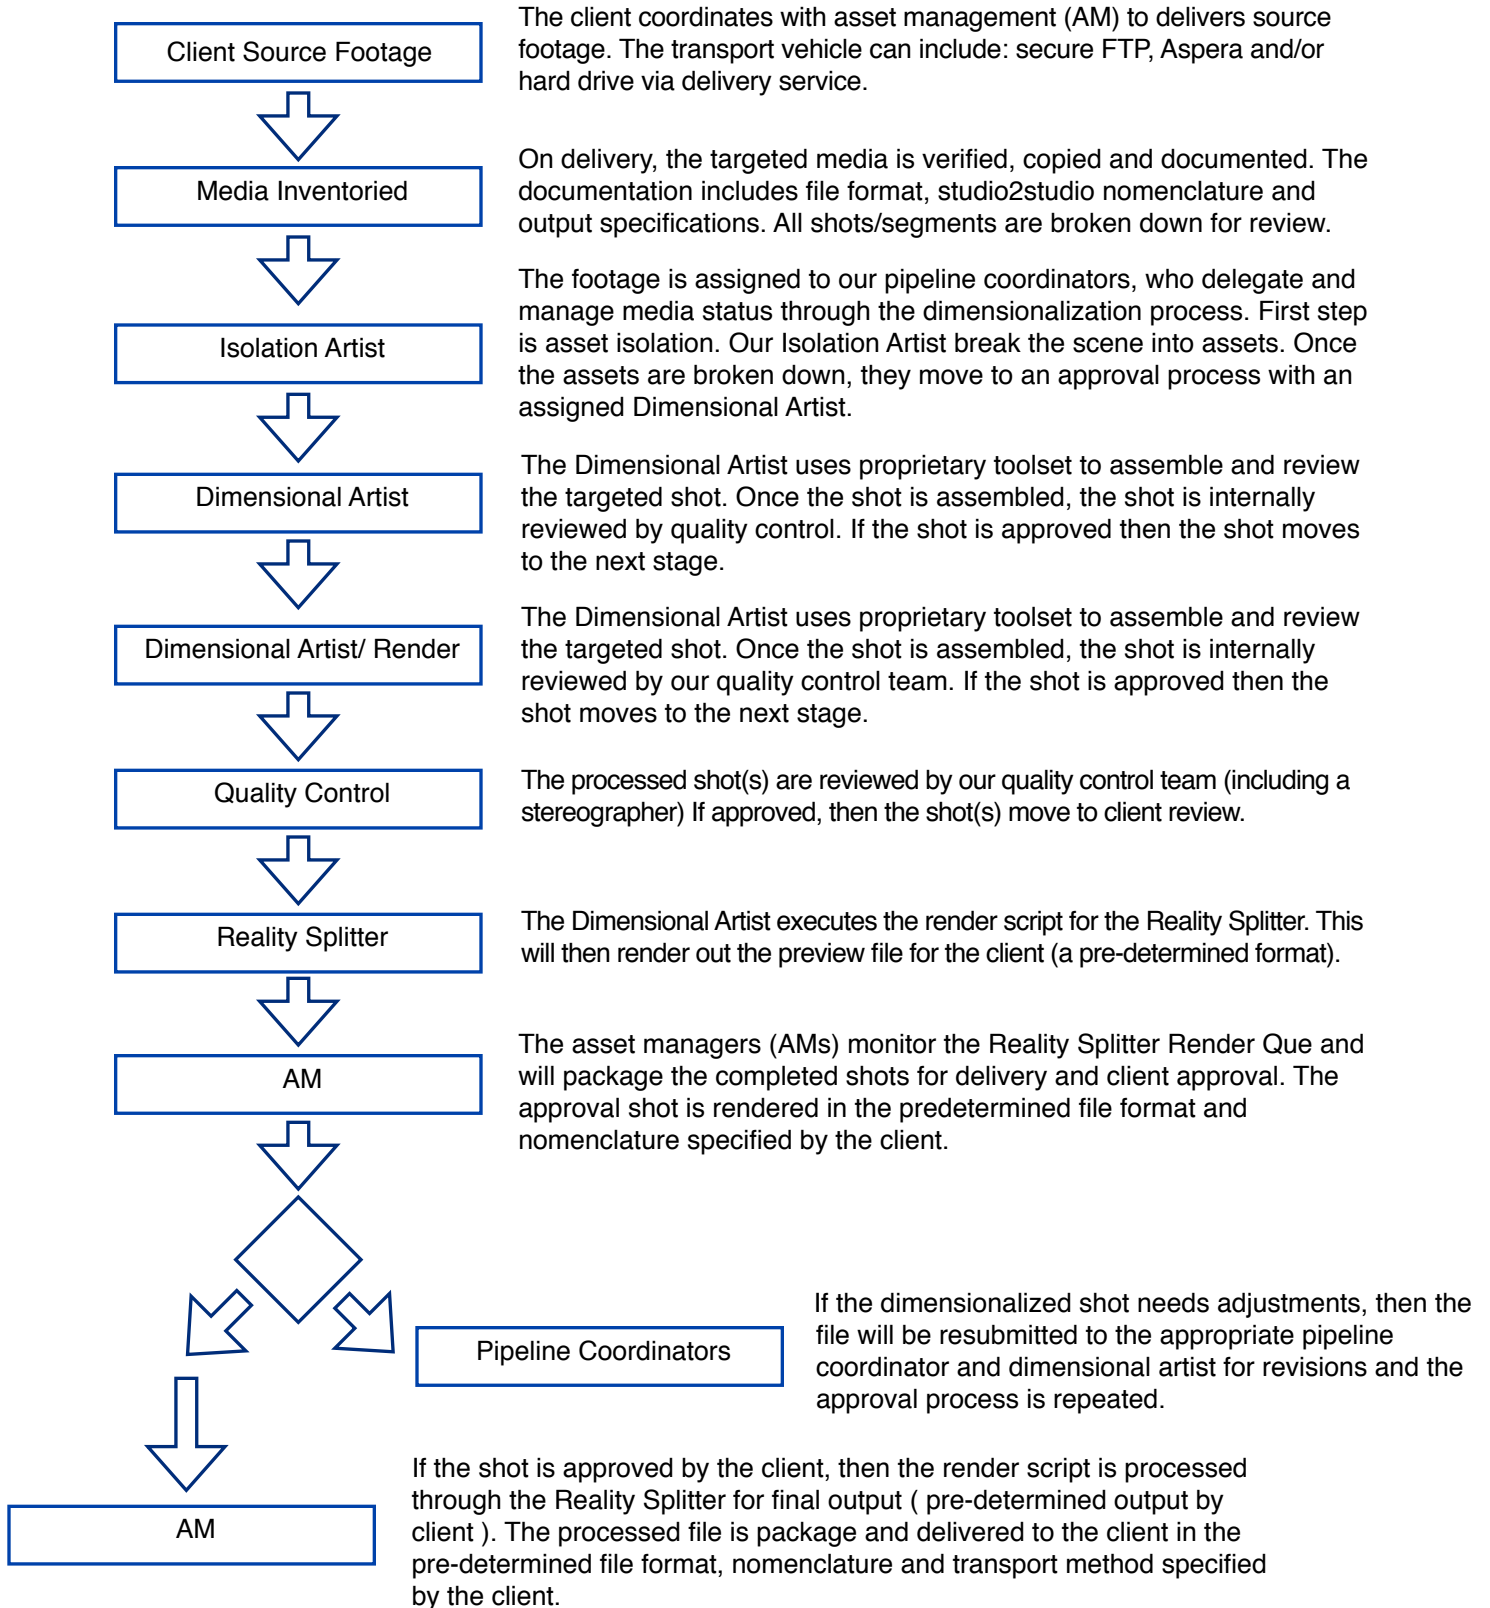 Client Source Footage
The client coordinates with asset management (AM) to delivers source
footage. The transport vehicle can include: secure FTP, Aspera and/or
hard drive via delivery service.
Media Inventoried
On delivery, the targeted media is verified, copied and documented. The
documentation includes file format, studio2studio nomenclature and
output specifications. All shots/segments are broken down for review.
Isolation Artist
The footage is assigned to our pipeline coordinators, who delegate and
manage media status through the dimensionalization process. First step
is asset isolation. Our Isolation Artist break the scene into assets. Once
the assets are broken down, they move to an approval process with an
assigned Dimensional Artist.
Dimensional Artist
The Dimensional Artist uses proprietary toolset to assemble and review
the targeted shot. Once the shot is assembled, the shot is internally
reviewed by quality control. If the shot is approved then the shot moves
to the next stage.
Dimensional Artist/ Render
The Dimensional Artist uses proprietary toolset to assemble and review
the targeted shot. Once the shot is assembled, the shot is internally
reviewed by our quality control team. If the shot is approved then the
shot moves to the next stage.
Quality Control
The processed shot(s) are reviewed by our quality control team (including a
stereographer) If approved, then the shot(s) move to client review.
Reality Splitter
The Dimensional Artist executes the render script for the Reality Splitter. This
will then render out the preview file for the client (a pre-determined format).
AM
The asset managers (AMs) monitor the Reality Splitter Render Que and
will package the completed shots for delivery and client approval. The
approval shot is rendered in the predetermined file format and
nomenclature specified by the client.
Pipeline Coordinators
If the dimensionalized shot needs adjustments, then the
file will be resubmitted to the appropriate pipeline
coordinator and dimensional artist for revisions and the
approval process is repeated.
AM
If the shot is approved by the client, then the render script is processed
through the Reality Splitter for final output ( pre-determined output by
client ). The processed file is package and delivered to the client in the
pre-determined file format, nomenclature and transport method specified
by the client.